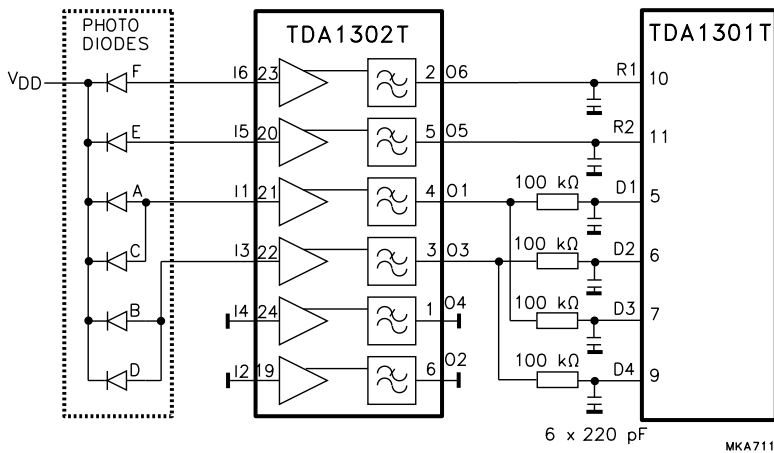 PHOTO
DIODES
TDA1302T
TDA1301T
VDD
F
I6 23
2 O6
R1
10
E
I5 20
5 O5
R2
11
A
I1 21
4 O1
100 kΩ
D1
5
C
I3 22
3 O3
100 kΩ
D2
6
B
I4 24
1 O4
100 kΩ
D3
7
D
I2 19
6 O2
100 kΩ
D4
9
6 x 220 pF
MKA711